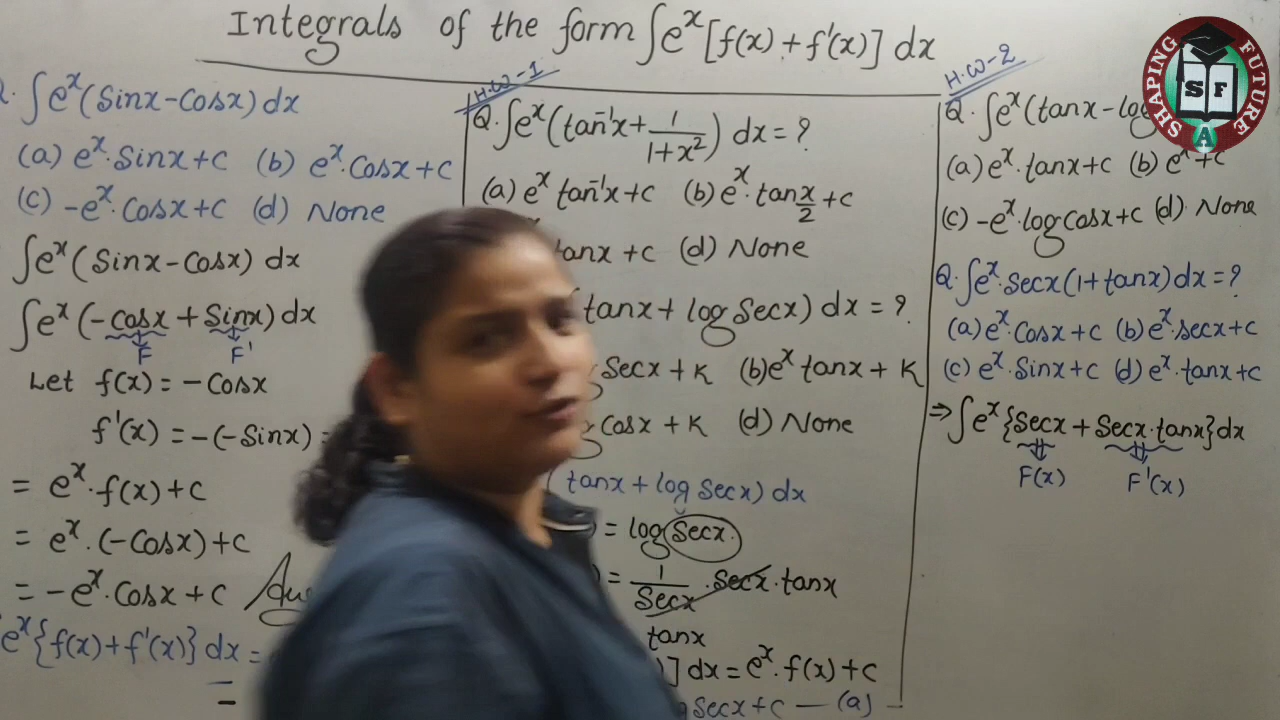 Integrals of the form ∫eˣ[f(x)+f'(x)] dx
∫eˣ(Sinx-Cosx) dx
(a) eˣ.Sinx+c (b) eˣ.Cosx+c
(c) -eˣ.Cosx+c (d) None
∫eˣ(Sinx-Cosx) dx
∫eˣ(-cosx + Sinx) dx
F F'
Let f(x) = -Cosx
f'(x) = -(-Sinx) =
= eˣ.f(x)+c
= eˣ.(-Cosx)+c
= -eˣ.Cosx+c
eˣ{f(x)+f'(x)} dx =
H.W-1
Q. ∫eˣ(tan⁻¹x + 1/1+x²) dx = ?
(a) eˣ tan⁻¹x+c (b) eˣ.tan x/2 +c
tanx +c (d) None
tanx + log Secx) dx = ?
Secx + K (b) eˣ tanx + K
Cosx + K (d) None
tanx + log Secx) dx
= log Secx.
= 1/Secx . Secx.tanx
tanx
)] dx = eˣ.f(x)+c
Secx+c — (a)
H.W-2
Q. ∫eˣ(tanx-log
(a) eˣ.tanx+c (b) eˣ+c
(c) -eˣ.log Cosx+c (d) None
Q. ∫eˣ.Secx(1+tanx) dx = ?
(a) eˣ.Cosx+c (b) eˣ.secx+c
(c) eˣ.Sinx+c (d) eˣ.tanx+c
⇒ ∫eˣ{Secx + Secx.tanx} dx
F(x) F'(x)
SHAPING FUTURE
S F
A